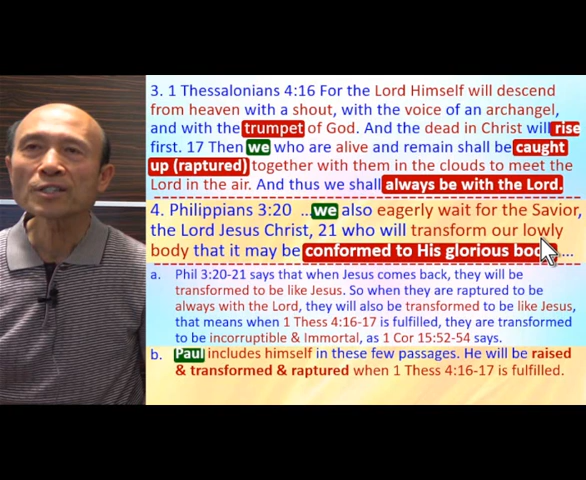 3. 1 Thessalonians 4:16 For the Lord Himself will descend
from heaven with a shout, with the voice of an archangel,
and with the trumpet of God. And the dead in Christ will rise
first. 17 Then we who are alive and remain shall be caught
up (raptured) together with them in the clouds to meet the
Lord in the air. And thus we shall always be with the Lord.
4. Philippians 3:20 ...we also eagerly wait for the Savior,
the Lord Jesus Christ, 21 who will transform our lowly
body that it may be conformed to His glorious body...
a. Phil 3:20-21 says that when Jesus comes back, they will be
transformed to be like Jesus. So when they are raptured to be
always with the Lord, they will also be transformed to be like Jesus,
that means when 1 Thess 4:16-17 is fulfilled, they are transformed
to be incorruptible & Immortal, as 1 Cor 15:52-54 says.
b. Paul includes himself in these few passages. He will be raised
& transformed & raptured when 1 Thess 4:16-17 is fulfilled.